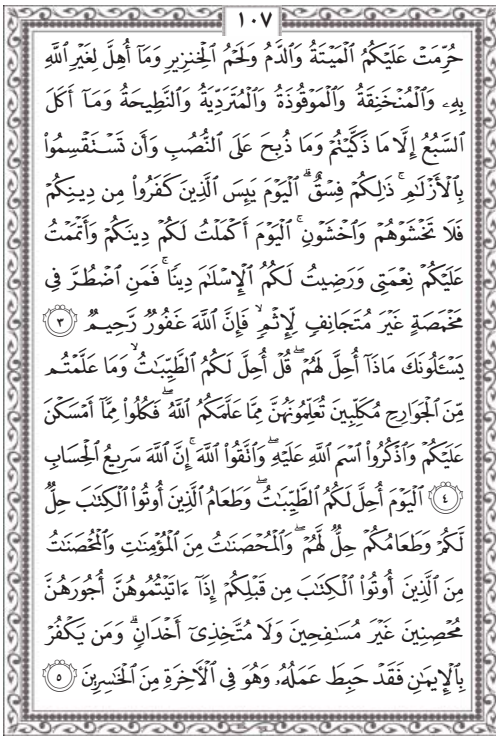 ١٠٧
حُرِّمَتْ عَلَيْكُمُ ٱلْمَيْتَةُ وَٱلدَّمُ وَلَحْمُ ٱلْخِنزِيرِ وَمَآ أُهِلَّ لِغَيْرِ ٱللَّهِ
بِهِۦ وَٱلْمُنْخَنِقَةُ وَٱلْمَوْقُوذَةُ وَٱلْمُتَرَدِّيَةُ وَٱلنَّطِيحَةُ وَمَآ أَكَلَ
ٱلسَّبُعُ إِلَّا مَا ذَكَّيْتُمْ وَمَا ذُبِحَ عَلَى ٱلنُّصُبِ وَأَن تَسْتَقْسِمُوا۟
بِٱلْأَزْلَـٰمِ ۚ ذَٰلِكُمْ فِسْقٌ ۗ ٱلْيَوْمَ يَئِسَ ٱلَّذِينَ كَفَرُوا۟ مِن دِينِكُمْ
فَلَا تَخْشَوْهُمْ وَٱخْشَوْنِ ۚ ٱلْيَوْمَ أَكْمَلْتُ لَكُمْ دِينَكُمْ وَأَتْمَمْتُ
عَلَيْكُمْ نِعْمَتِى وَرَضِيتُ لَكُمُ ٱلْإِسْلَـٰمَ دِينًا ۚ فَمَنِ ٱضْطُرَّ فِى
مَخْمَصَةٍ غَيْرَ مُتَجَانِفٍ لِّإِثْمٍ ۙ فَإِنَّ ٱللَّهَ غَفُورٌ رَّحِيمٌ ٣
يَسْـَٔلُونَكَ مَاذَآ أُحِلَّ لَهُمْ ۖ قُلْ أُحِلَّ لَكُمُ ٱلطَّيِّبَـٰتُ ۙ وَمَا عَلَّمْتُم
مِّنَ ٱلْجَوَارِحِ مُكَلِّبِينَ تُعَلِّمُونَهُنَّ مِمَّا عَلَّمَكُمُ ٱللَّهُ ۖ فَكُلُوا۟ مِمَّآ أَمْسَكْنَ
عَلَيْكُمْ وَٱذْكُرُوا۟ ٱسْمَ ٱللَّهِ عَلَيْهِ ۖ وَٱتَّقُوا۟ ٱللَّهَ ۚ إِنَّ ٱللَّهَ سَرِيعُ ٱلْحِسَابِ
٤ ٱلْيَوْمَ أُحِلَّ لَكُمُ ٱلطَّيِّبَـٰتُ ۖ وَطَعَامُ ٱلَّذِينَ أُوتُوا۟ ٱلْكِتَـٰبَ حِلٌّ
لَّكُمْ وَطَعَامُكُمْ حِلٌّ لَّهُمْ ۖ وَٱلْمُحْصَنَـٰتُ مِنَ ٱلْمُؤْمِنَـٰتِ وَٱلْمُحْصَنَـٰتُ
مِنَ ٱلَّذِينَ أُوتُوا۟ ٱلْكِتَـٰبَ مِن قَبْلِكُمْ إِذَآ ءَاتَيْتُمُوهُنَّ أُجُورَهُنَّ
مُحْصِنِينَ غَيْرَ مُسَـٰفِحِينَ وَلَا مُتَّخِذِىٓ أَخْدَانٍ ۗ وَمَن يَكْفُرْ
بِٱلْإِيمَـٰنِ فَقَدْ حَبِطَ عَمَلُهُۥ وَهُوَ فِى ٱلْـَٔاخِرَةِ مِنَ ٱلْخَـٰسِرِينَ ٥